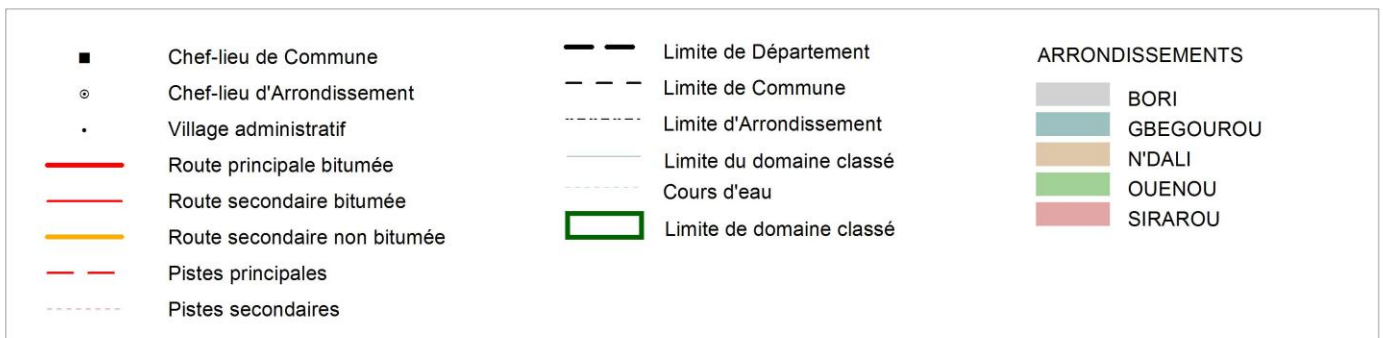 Chef-lieu de Commune
Chef-lieu d'Arrondissement
Village administratif
Route principale bitumée
Route secondaire bitumée
Route secondaire non bitumée
Pistes principales
Pistes secondaires
Limite de Département
Limite de Commune
Limite d'Arrondissement
Limite du domaine classé
Cours d'eau
Limite de domaine classé
ARRONDISSEMENTS
BORI
GBEGOUROU
N'DALI
OUENOU
SIRAROU